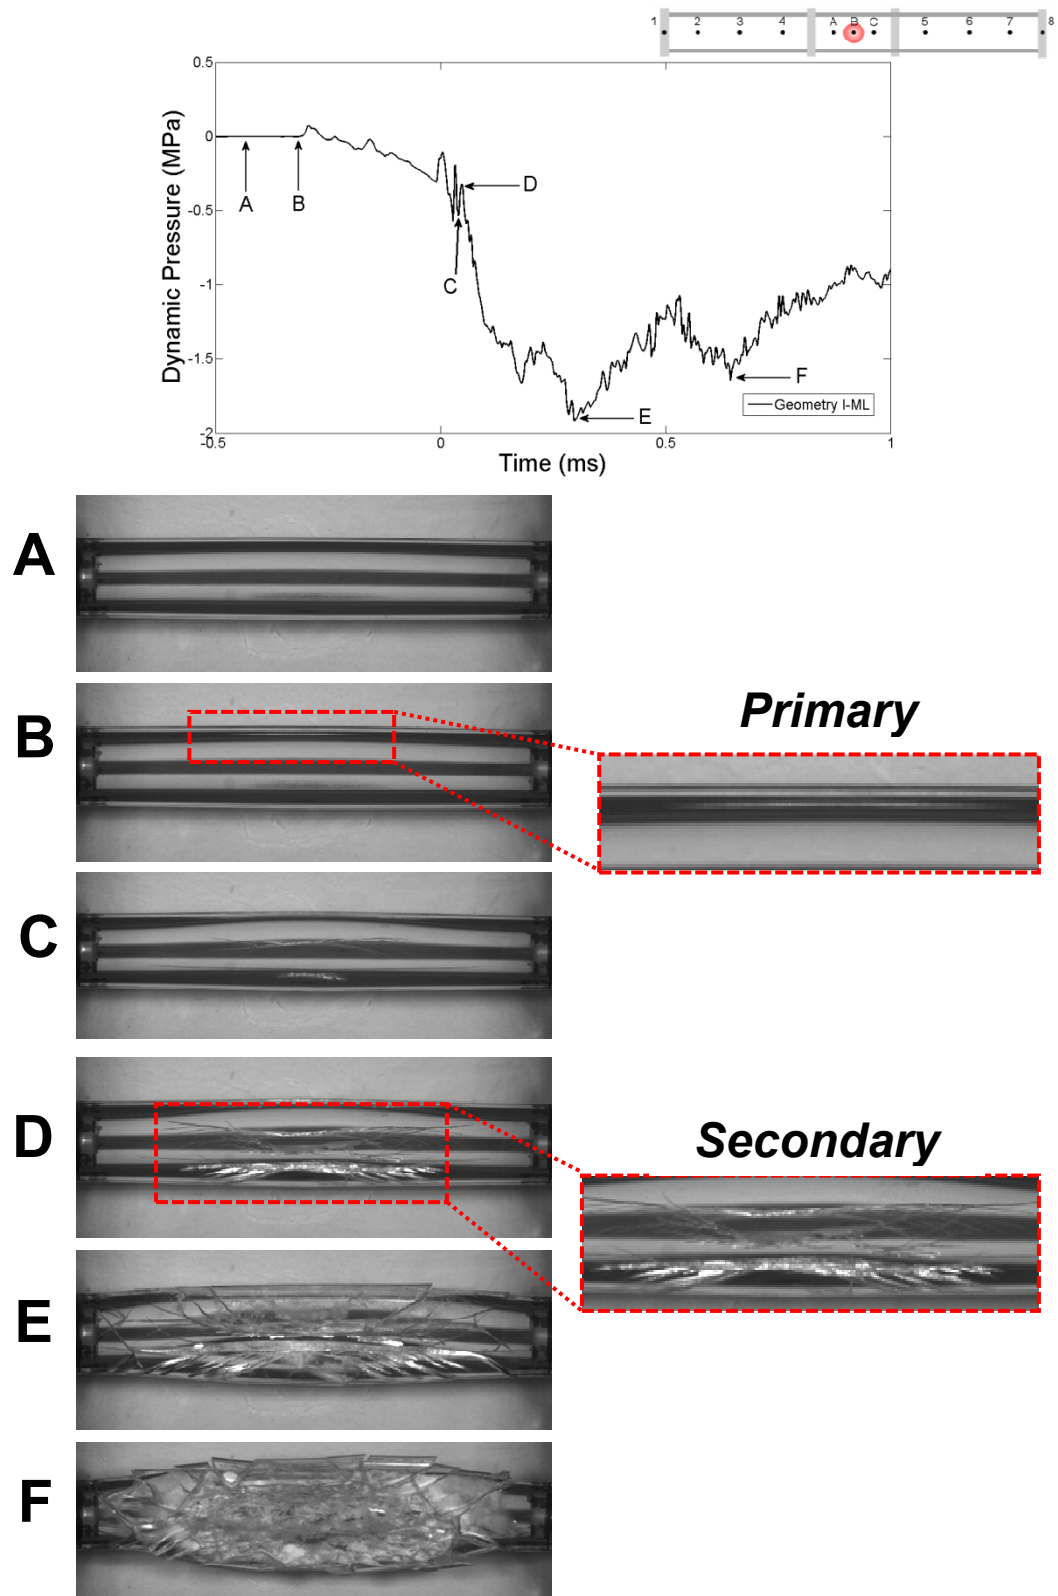 1 2 3 4 A B C 5 6 7 8
0.5
0
-0.5
-1
-1.5
-2
Dynamic Pressure (MPa)
A
B
C
D
E
F
Geometry I-ML
-0.5 0 0.5 1
Time (ms)
A
B
Primary
C
D
Secondary
E
F